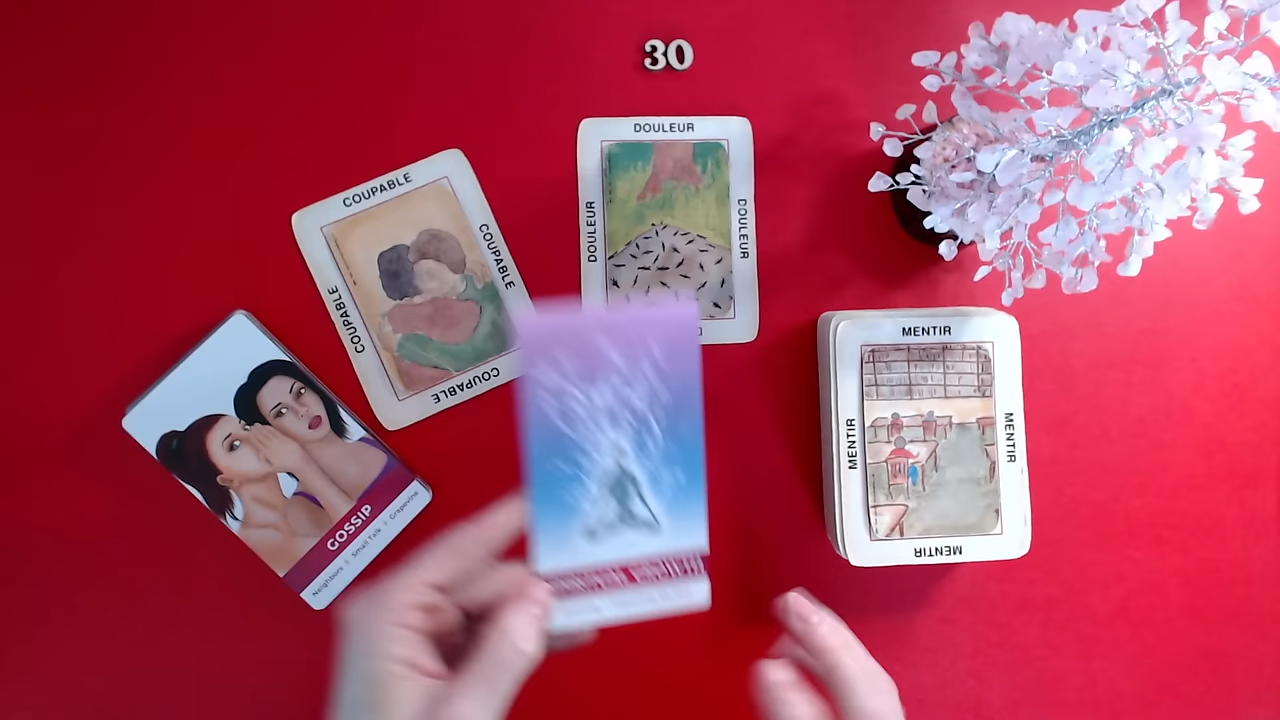 30
DOULEUR
DOULEUR
DOULEUR
COUPABLE
COUPABLE
COUPABLE
COUPABLE
MENTIR
MENTIR
MENTIR
MENTIR
GOSSIP
Neighbors Small Talk Grapevine